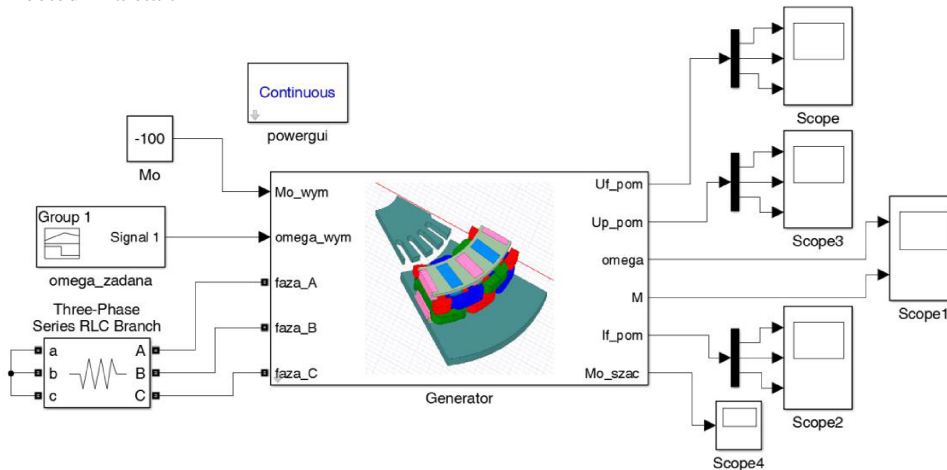 Continuous
powergui
-100
Mo
Group 1
Signal 1
omega_zadana
Three-Phase
Series RLC Branch
a
b
c
A
B
C
Mo_wym
omega_wym
faza_A
faza_B
faza_C
Uf_pom
Up_pom
omega
M
If_pom
Mo_szac
Generator
Scope
Scope3
Scope1
Scope2
Scope4